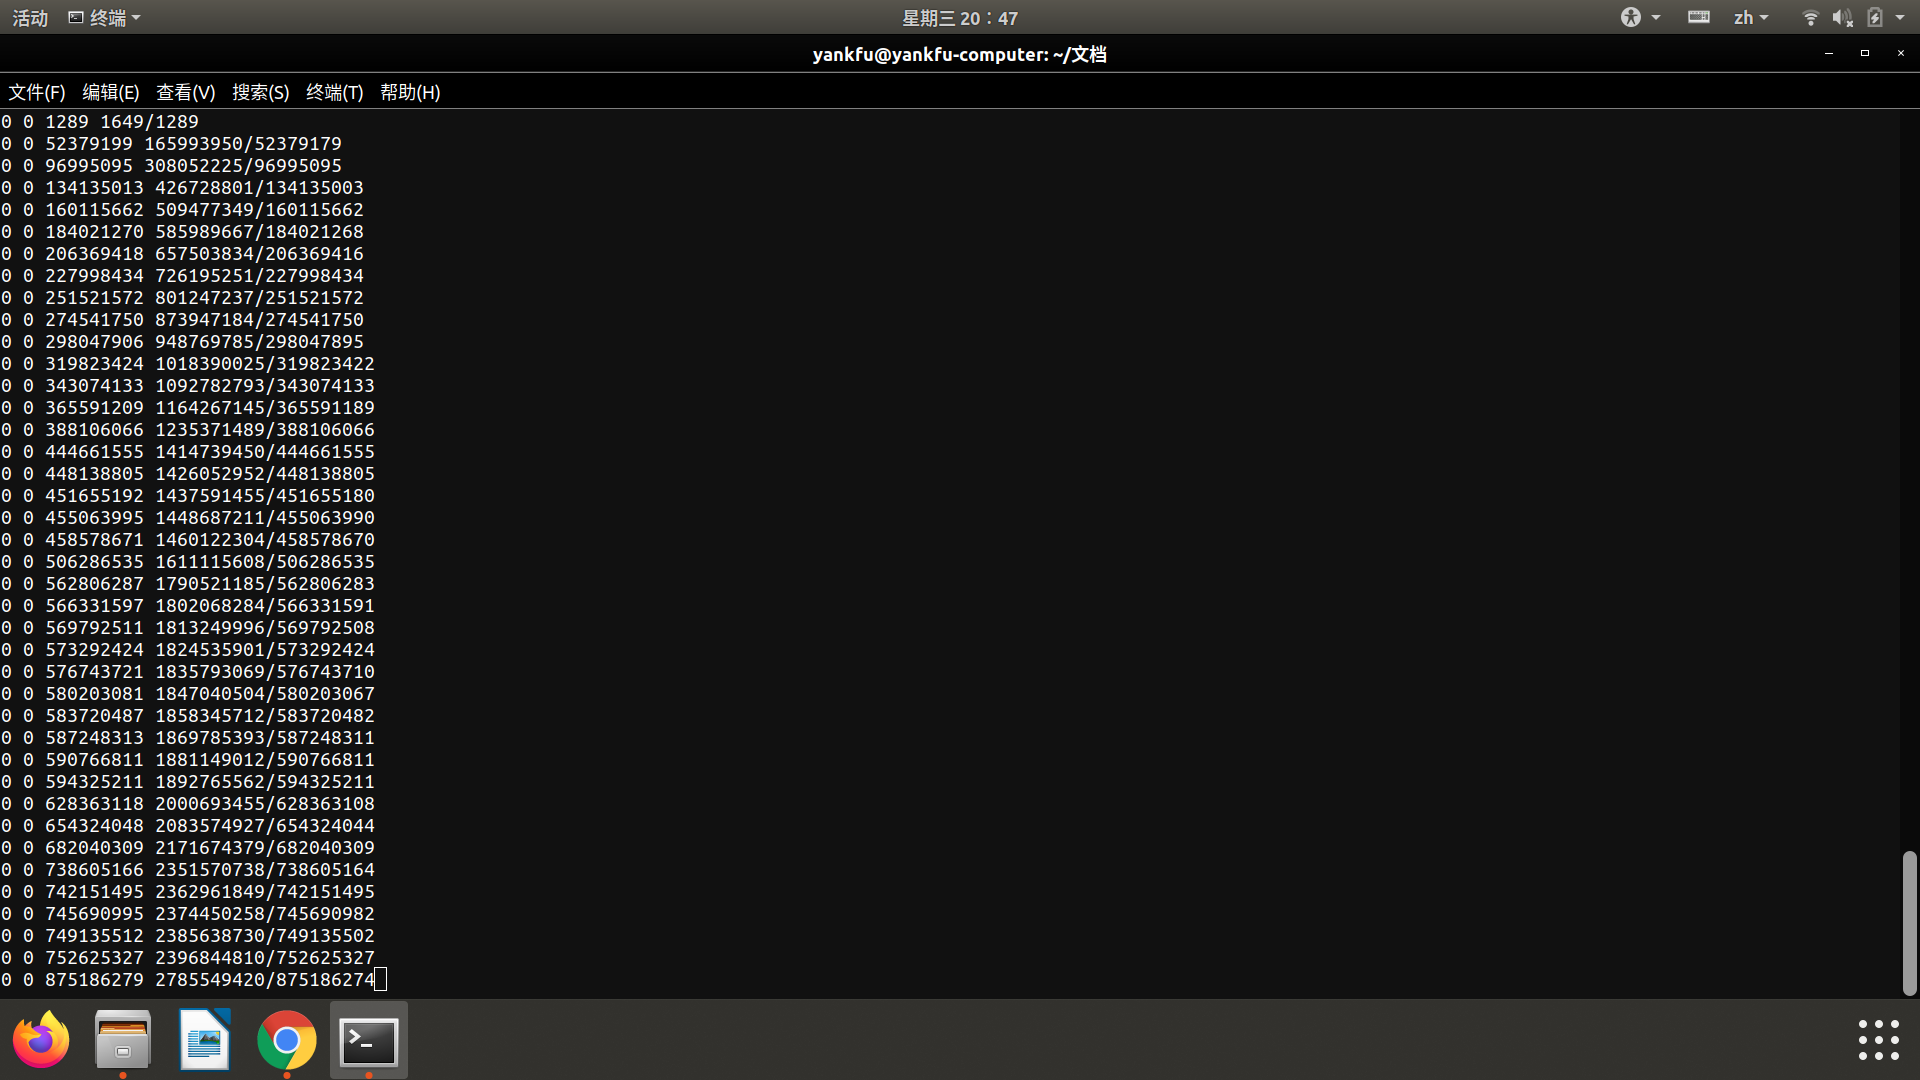 活动 终端 星期三 20：47 zh
yankfu@yankfu-computer: ~/文档
文件(F) 编辑(E) 查看(V) 搜索(S) 终端(T) 帮助(H)
0 0 1289 1649/1289
0 0 52379199 165993950/52379179
0 0 96995095 308052225/96995095
0 0 134135013 426728801/134135003
0 0 160115662 509477349/160115662
0 0 184021270 585989667/184021268
0 0 206369418 657503834/206369416
0 0 227998434 726195251/227998434
0 0 251521572 801247237/251521572
0 0 274541750 873947184/274541750
0 0 298047906 948769785/298047895
0 0 319823424 1018390025/319823422
0 0 343074133 1092782793/343074133
0 0 365591209 1164267145/365591189
0 0 388106066 1235371489/388106066
0 0 444661555 1414739450/444661555
0 0 448138805 1426052952/448138805
0 0 451655192 1437591455/451655180
0 0 455063995 1448687211/455063990
0 0 458578671 1460122304/458578670
0 0 506286535 1611115608/506286535
0 0 562806287 1790521185/562806283
0 0 566331597 1802068284/566331591
0 0 569792511 1813249996/569792508
0 0 573292424 1824535901/573292424
0 0 576743721 1835793069/576743710
0 0 580203081 1847040504/580203067
0 0 583720487 1858345712/583720482
0 0 587248313 1869785393/587248311
0 0 590766811 1881149012/590766811
0 0 594325211 1892765562/594325211
0 0 628363118 2000693455/628363108
0 0 654324048 2083574927/654324044
0 0 682040309 2171674379/682040309
0 0 738605166 2351570738/738605164
0 0 742151495 2362961849/742151495
0 0 745690995 2374450258/745690982
0 0 749135512 2385638730/749135502
0 0 752625327 2396844810/752625327
0 0 875186279 2785549420/875186274